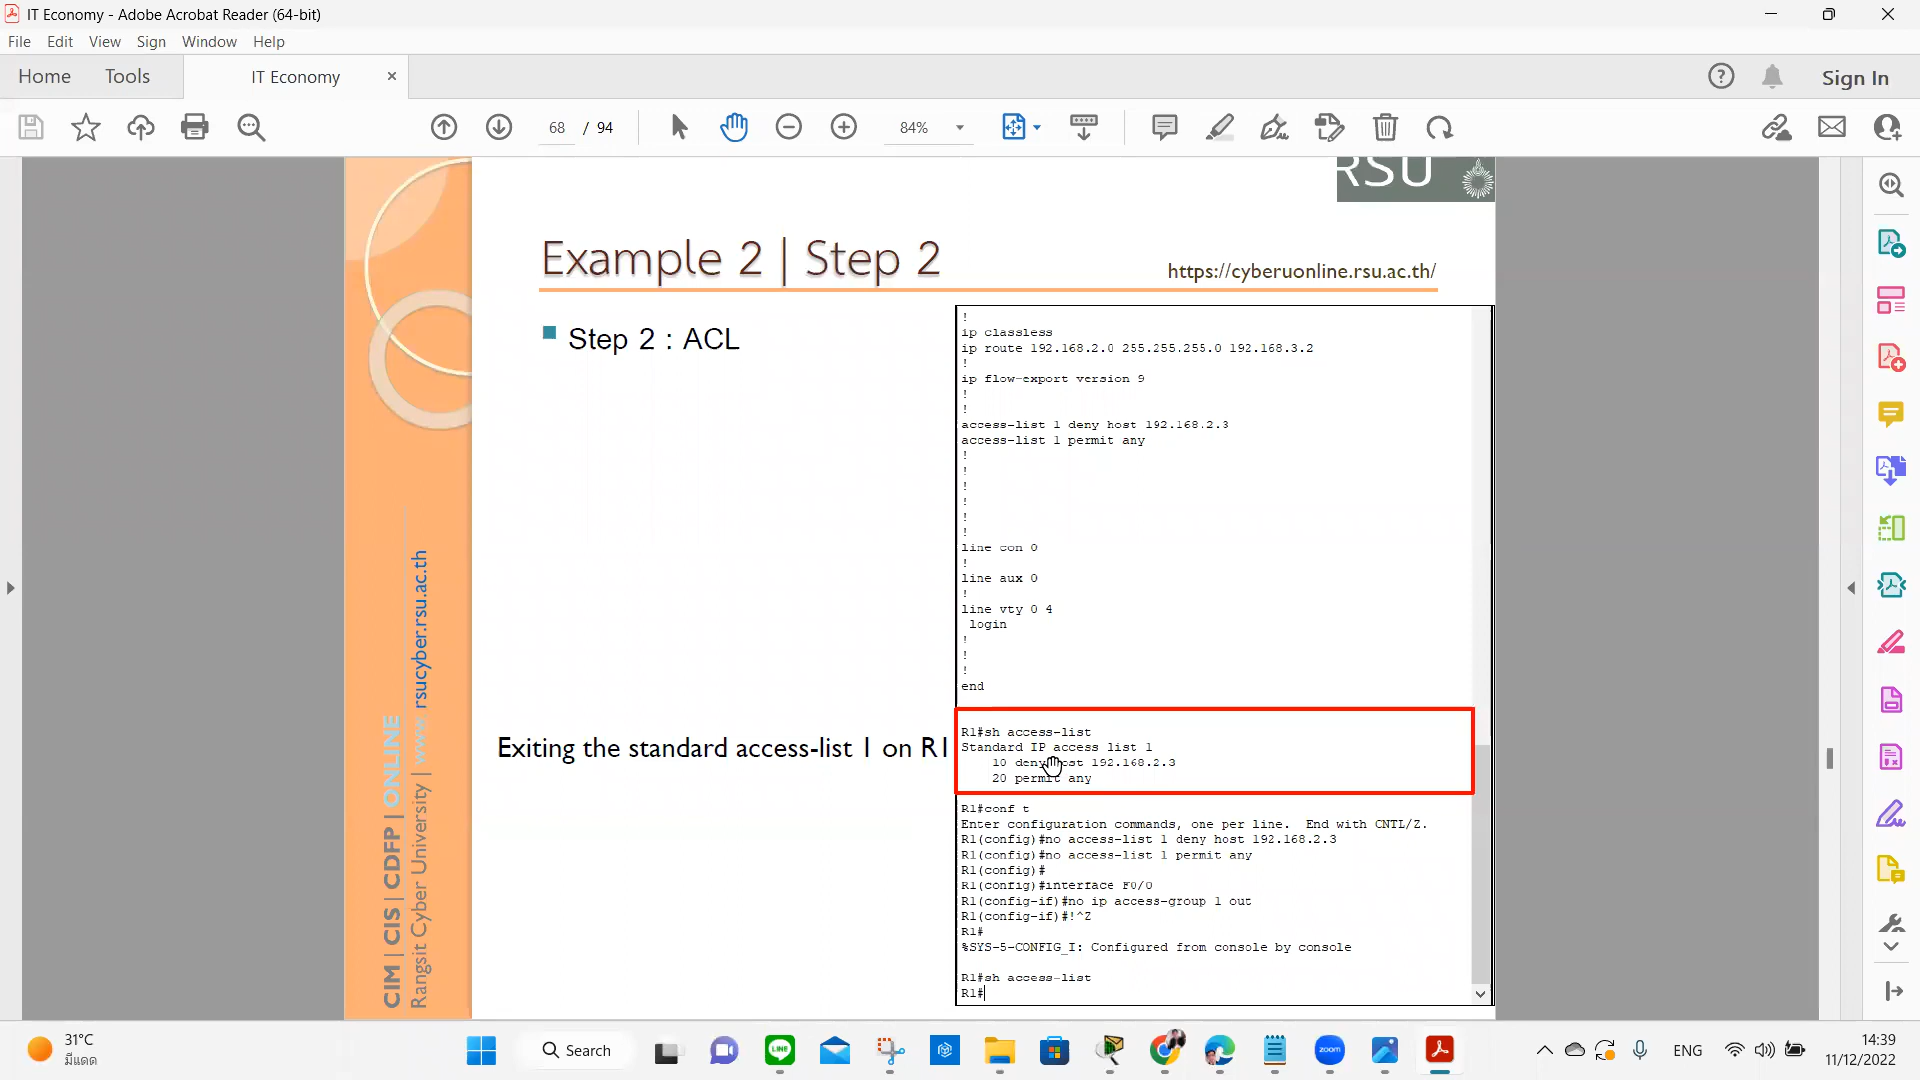 IT Economy - Adobe Acrobat Reader (64-bit)
File Edit View Sign Window Help
Home Tools IT Economy Sign In
68 / 94 84%
RSU
Example 2 | Step 2
https://cyberuonline.rsu.ac.th/
Step 2 : ACL
Exiting the standard access-list 1 on R1
!
ip classless
ip route 192.168.2.0 255.255.255.0 192.168.3.2
!
ip flow-export version 9
!
!
access-list 1 deny host 192.168.2.3
access-list 1 permit any
!
!
!
!
!
!
line con 0
!
line aux 0
!
line vty 0 4
login
!
!
!
end
R1#sh access-list
Standard IP access list 1
10 deny host 192.168.2.3
20 permit any
R1#conf t
Enter configuration commands, one per line. End with CNTL/Z.
R1(config)#no access-list 1 deny host 192.168.2.3
R1(config)#no access-list 1 permit any
R1(config)#
R1(config)#interface F0/0
R1(config-if)#no ip access-group 1 out
R1(config-if)#!^Z
R1#
%SYS-5-CONFIG_I: Configured from console by console
R1#sh access-list
R1#
CIM | CIS | CDFP | ONLINE
Rangsit Cyber University | www. rsucyber.rsu.ac.th
31°C
มีแดด
Search
LINE
zoom
ENG
14:39
11/12/2022